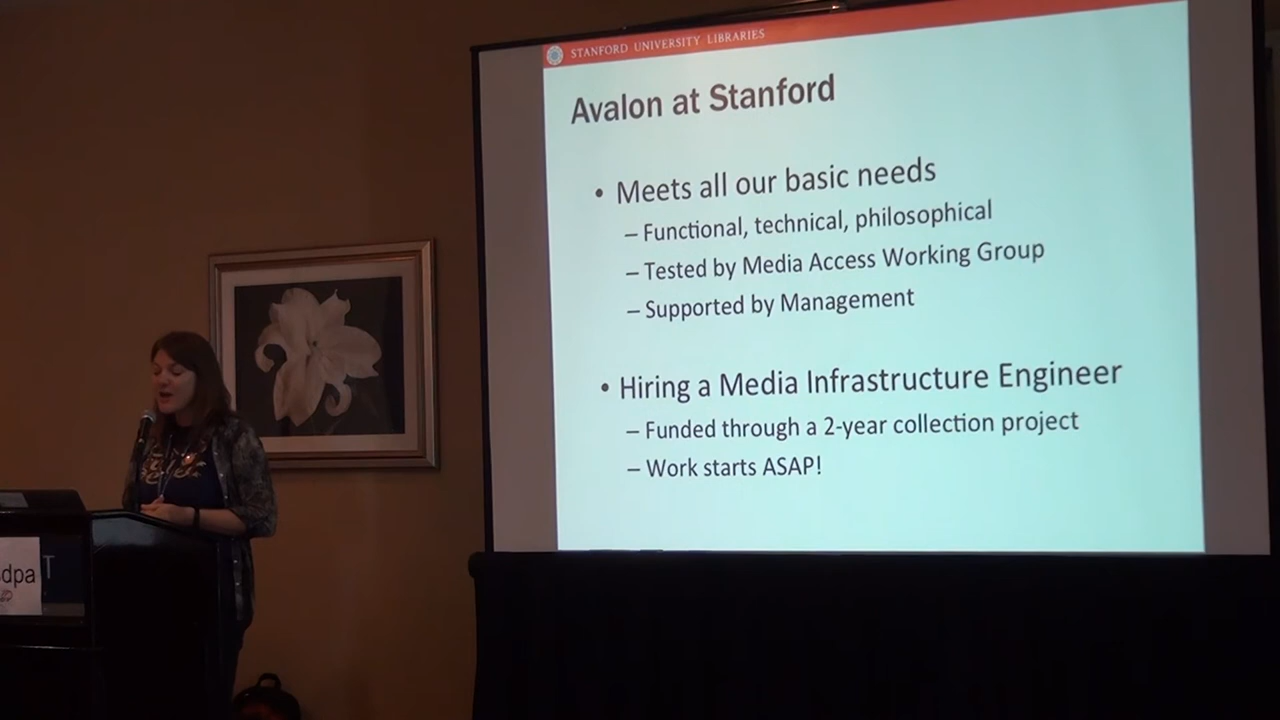 STANFORD UNIVERSITY LIBRARIES
Avalon at Stanford
• Meets all our basic needs
– Functional, technical, philosophical
– Tested by Media Access Working Group
– Supported by Management
• Hiring a Media Infrastructure Engineer
– Funded through a 2-year collection project
– Work starts ASAP!
dpa
T